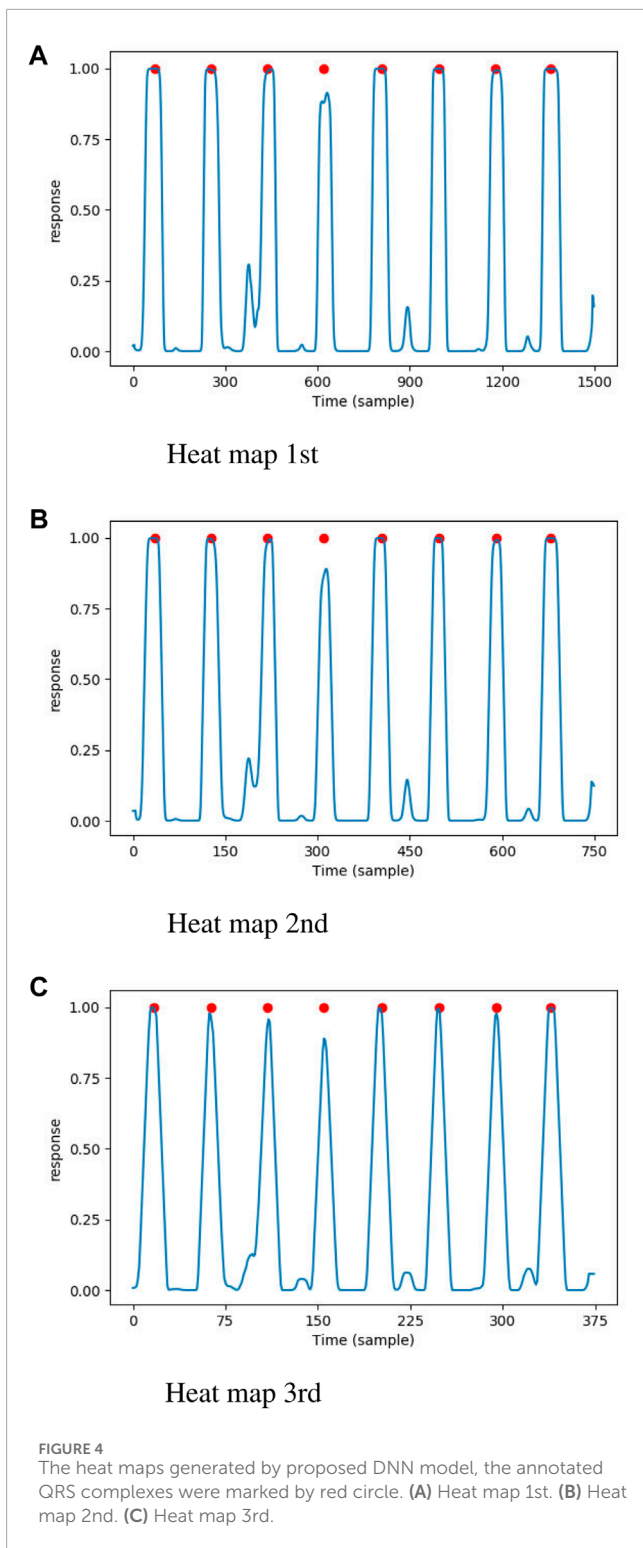 A
1.00
0.75
0.50
0.25
0.00
response
0 300 600 900 1200 1500
Time (sample)
Heat map 1st
B
1.00
0.75
0.50
0.25
0.00
response
0 150 300 450 600 750
Time (sample)
Heat map 2nd
C
1.00
0.75
0.50
0.25
0.00
response
0 75 150 225 300 375
Time (sample)
Heat map 3rd
FIGURE 4
The heat maps generated by proposed DNN model, the annotated
QRS complexes were marked by red circle. (A) Heat map 1st. (B) Heat
map 2nd. (C) Heat map 3rd.